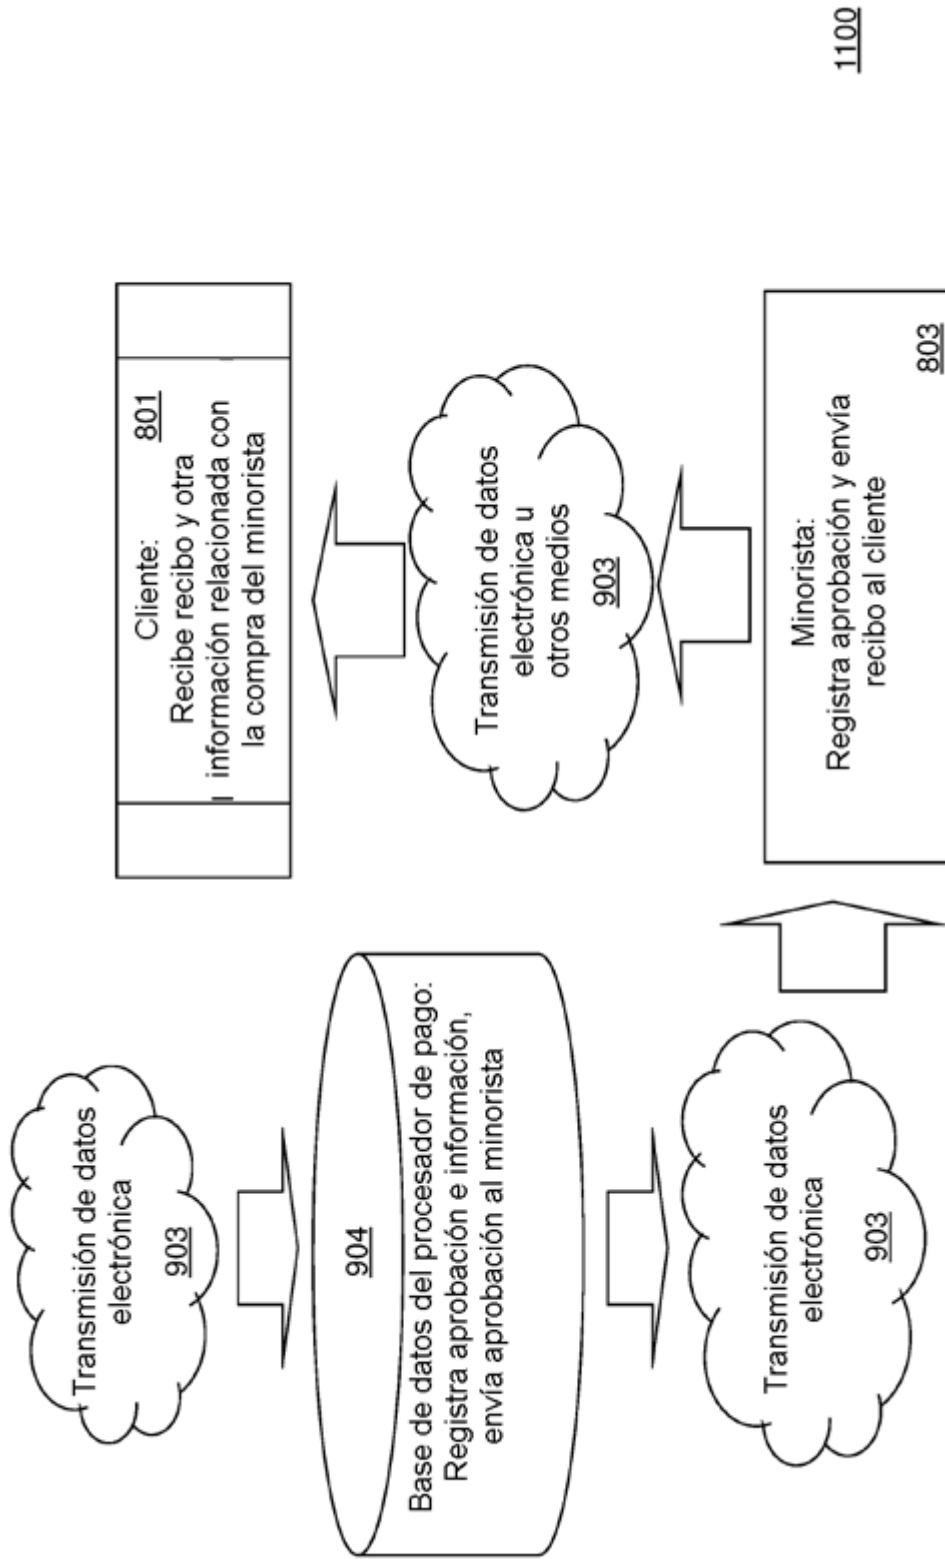 Transmisión de datos
electrónica
903
904
Base de datos del procesador de pago:
Registra aprobación e información,
envía aprobación al minorista
Transmisión de datos
electrónica
903
Cliente:
801
Recibe recibo y otra
información relacionada con
la compra del minorista
Transmisión de datos
electrónica u
otros medios
903
Minorista:
Registra aprobación y envía
recibo al cliente
803
1100